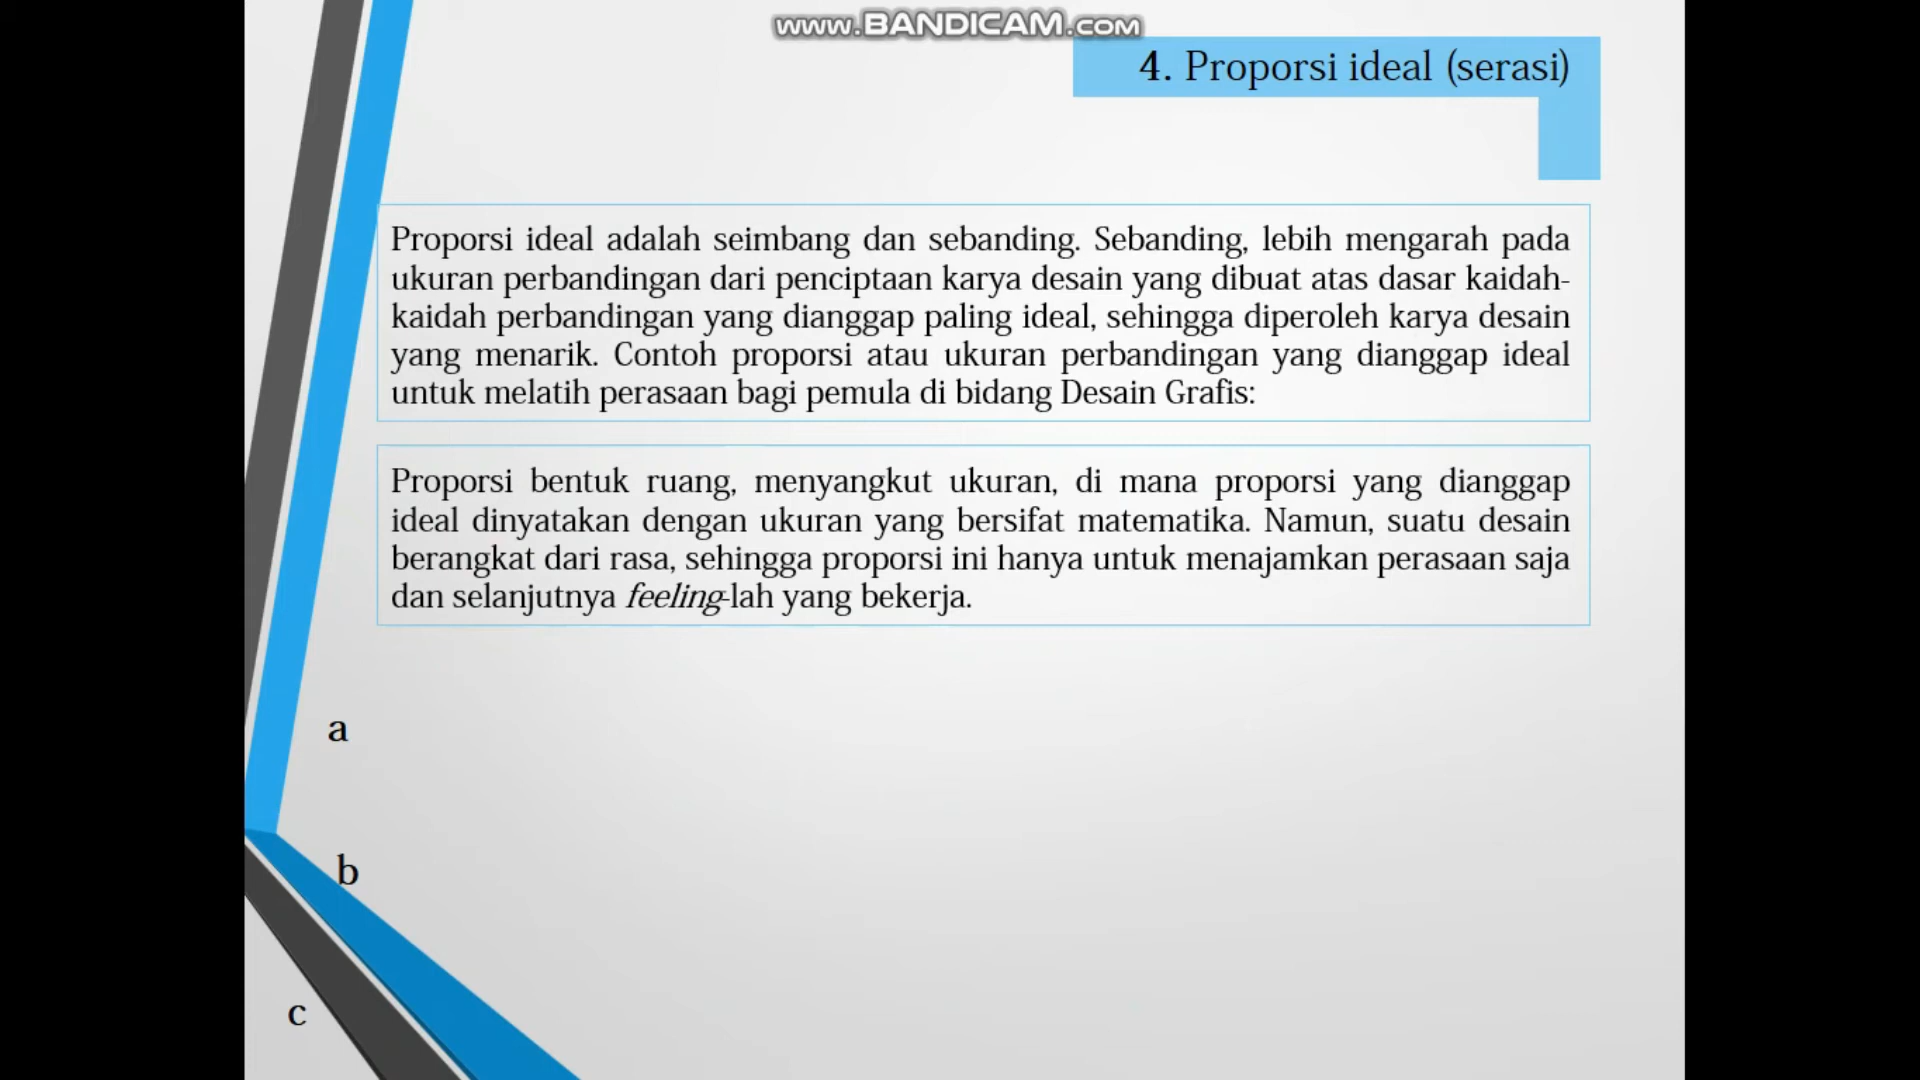 www.BANDICAM.com
4. Proporsi ideal (serasi)
Proporsi ideal adalah seimbang dan sebanding. Sebanding, lebih mengarah pada
ukuran perbandingan dari penciptaan karya desain yang dibuat atas dasar kaidah-
kaidah perbandingan yang dianggap paling ideal, sehingga diperoleh karya desain
yang menarik. Contoh proporsi atau ukuran perbandingan yang dianggap ideal
untuk melatih perasaan bagi pemula di bidang Desain Grafis:
Proporsi bentuk ruang, menyangkut ukuran, di mana proporsi yang dianggap
ideal dinyatakan dengan ukuran yang bersifat matematika. Namun, suatu desain
berangkat dari rasa, sehingga proporsi ini hanya untuk menajamkan perasaan saja
dan selanjutnya feeling-lah yang bekerja.
a
b
c